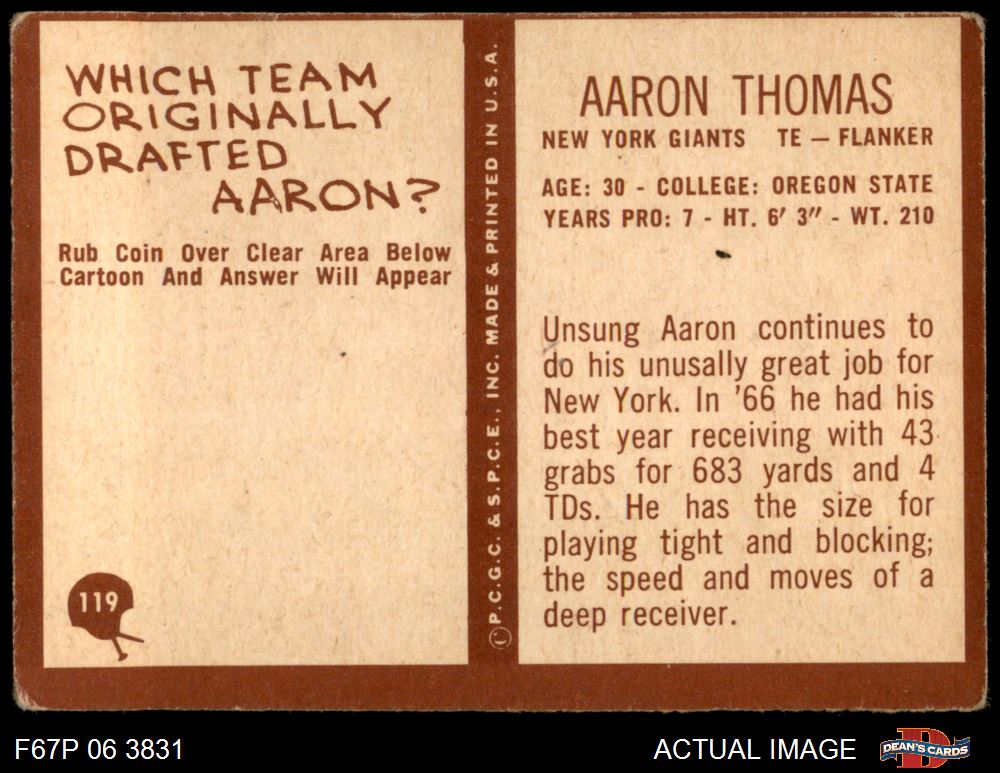 WHICH TEAM
ORIGINALLY
DRAFTED
AARON?
Rub Coin Over Clear Area Below
Cartoon And Answer Will Appear
119
©P.C.G.C. & S.P.C.E., INC. MADE & PRINTED IN U.S.A.
AARON THOMAS
NEW YORK GIANTS TE — FLANKER
AGE: 30 - COLLEGE: OREGON STATE
YEARS PRO: 7 - HT. 6' 3" - WT. 210
Unsung Aaron continues to
do his unusally great job for
New York. In '66 he had his
best year receiving with 43
grabs for 683 yards and 4
TDs. He has the size for
playing tight and blocking;
the speed and moves of a
deep receiver.
F67P 06 3831
ACTUAL IMAGE
DEAN'S CARDS